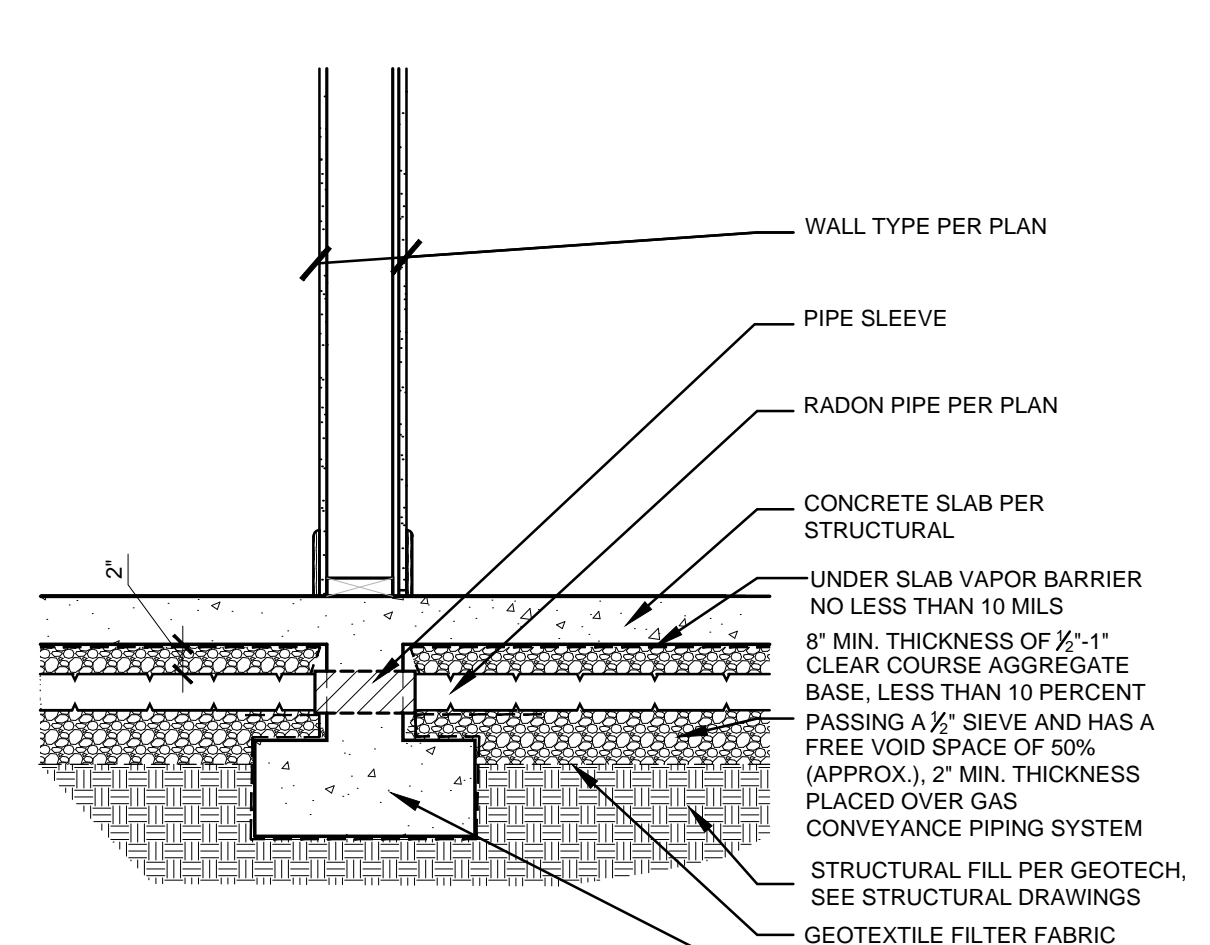 WALL TYPE PER PLAN
PIPE SLEEVE
RADON PIPE PER PLAN
CONCRETE SLAB PER
STRUCTURAL
2"
UNDER SLAB VAPOR BARRIER
NO LESS THAN 10 MILS
8" MIN. THICKNESS OF ½"-1"
CLEAR COURSE AGGREGATE
BASE, LESS THAN 10 PERCENT
PASSING A ½" SIEVE AND HAS A
FREE VOID SPACE OF 50%
(APPROX.), 2" MIN. THICKNESS
PLACED OVER GAS
CONVEYANCE PIPING SYSTEM
STRUCTURAL FILL PER GEOTECH,
SEE STRUCTURAL DRAWINGS
GEOTEXTILE FILTER FABRIC